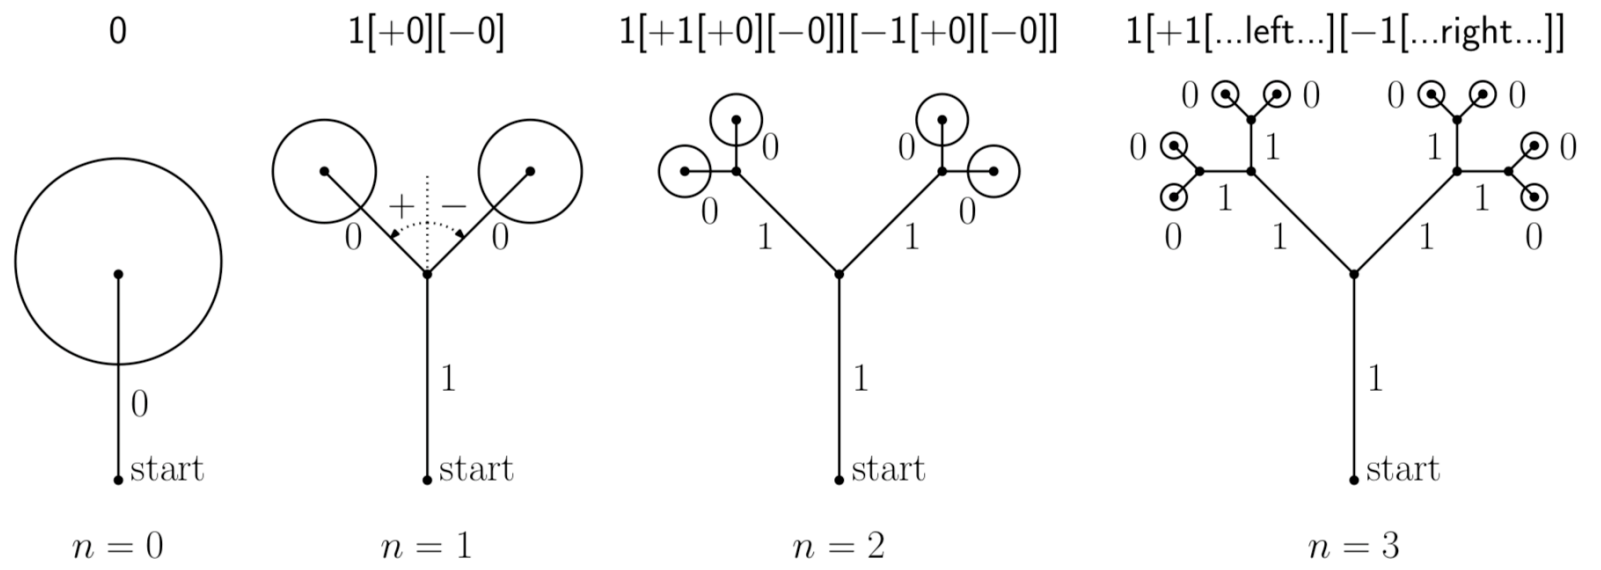 0
1[+0][−0]
1[+1[+0][−0]][−1[+0][−0]]
1[+1[...left...][−1[...right...]]
0
start
n = 0
+ −
0 0
1
start
n = 1
0 0
0 0
1 1
1
start
n = 2
0 0 0 0
0 1 1 0
1 1
0 1 1 0
1
start
n = 3